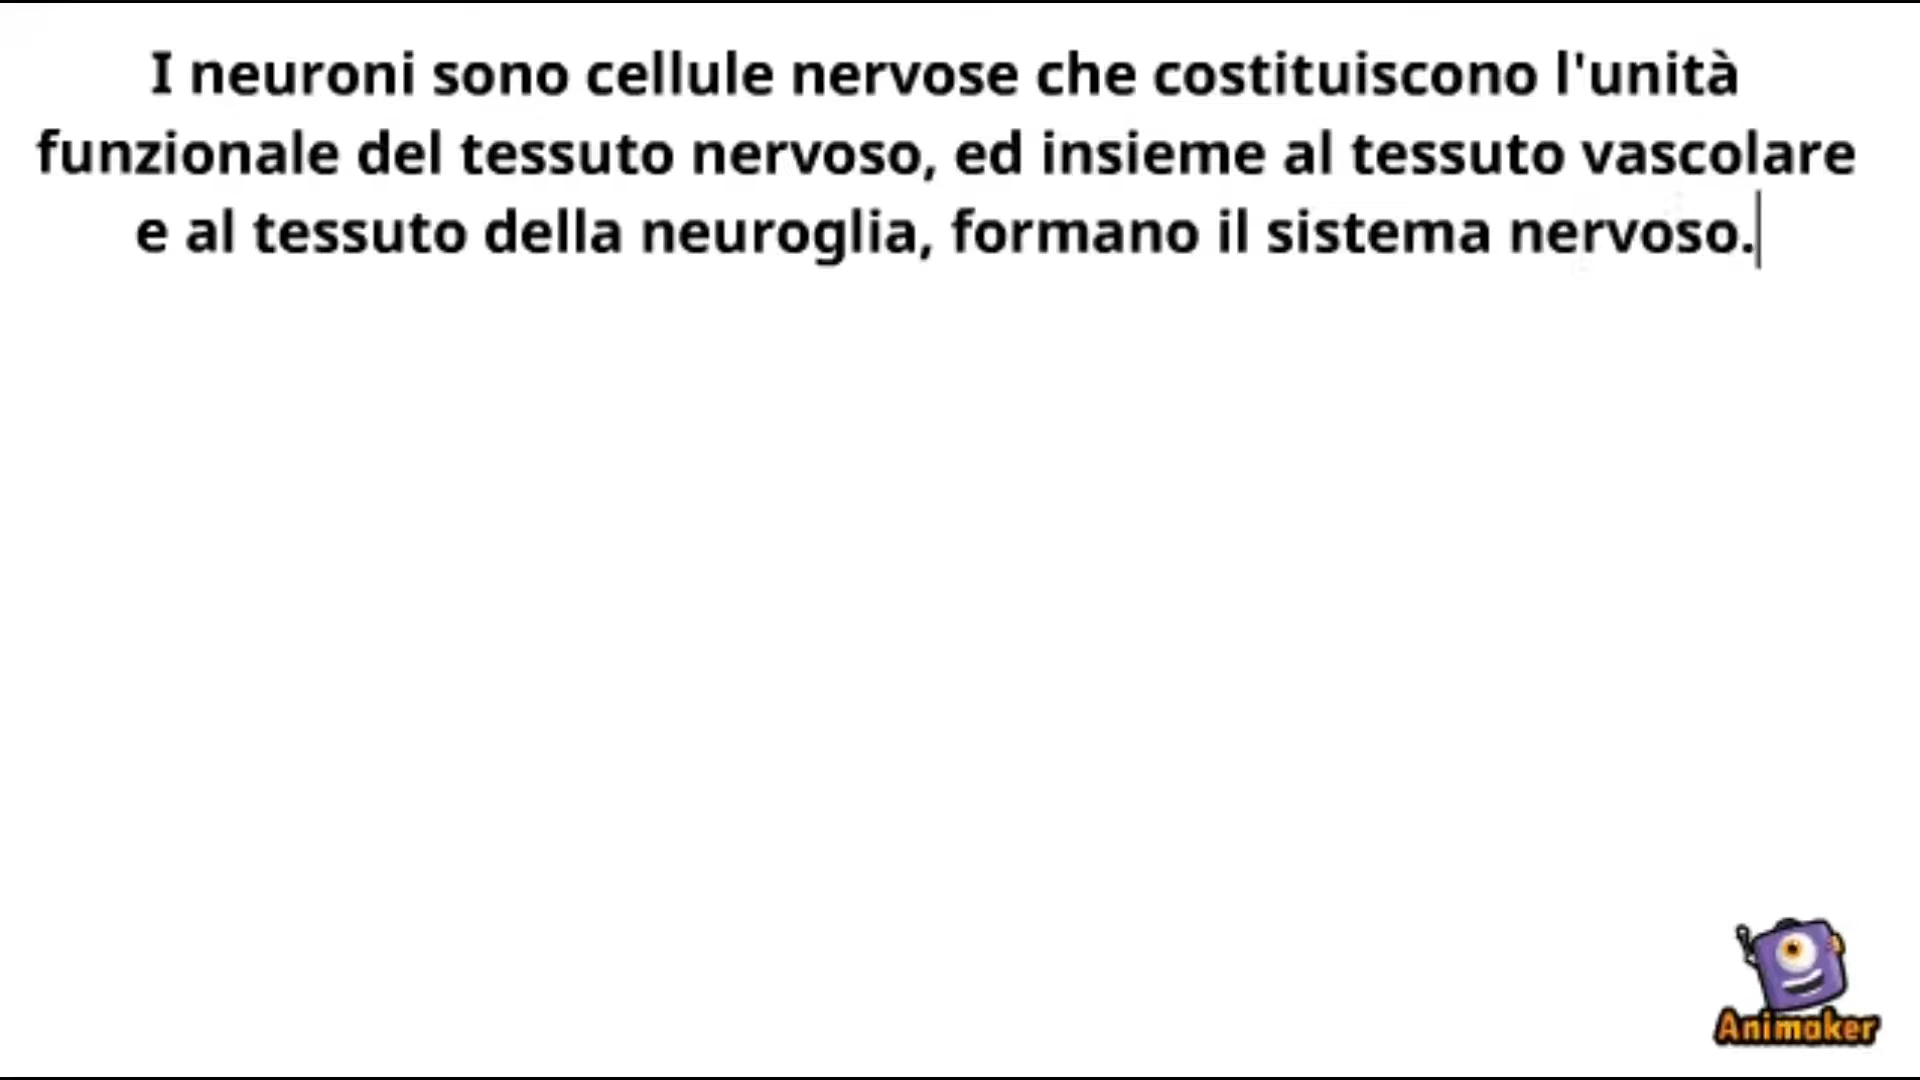 I neuroni sono cellule nervose che costituiscono l'unità
funzionale del tessuto nervoso, ed insieme al tessuto vascolare
e al tessuto della neuroglia, formano il sistema nervoso.
Animaker